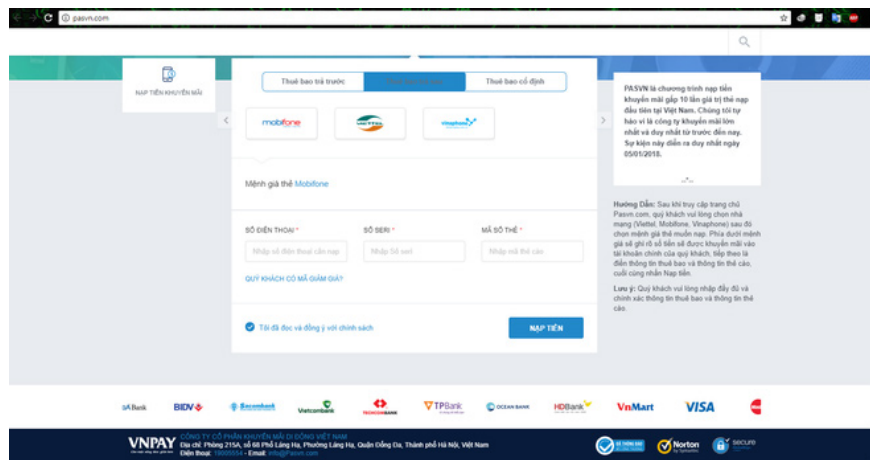 pasvn.com
NẠP TIỀN KHUYẾN MÃI
Thuê bao trả trước
Thuê bao cố định
mobifone
VIETTEL
vinaphone
Mệnh giá thẻ Mobifone
SỐ ĐIỆN THOẠI *
SỐ SERI *
MÃ SỐ THẺ *
Nhập số điện thoại cần nạp
Nhập Số seri
Nhập mã thẻ cào
QUÝ KHÁCH CÓ MÃ GIẢM GIÁ?
Tôi đã đọc và đồng ý với chính sách
NẠP TIỀN
PASVN là chương trình nạp tiền
khuyến mãi gấp 10 lần giá trị thẻ nạp
đầu tiên tại Việt Nam. Chúng tôi tự
hào vì là công ty khuyến mãi lớn
nhất và duy nhất từ trước đến nay.
Sự kiện này diễn ra duy nhất ngày
05/01/2018.
_._
Hướng Dẫn: Sau khi truy cập trang chủ
Pasvn.com, quý khách vui lòng chọn nhà
mạng (Viettel, Mobifone, Vinaphone) sau đó
chọn mệnh giá thẻ muốn nạp. Phía dưới mệnh
giá sẽ ghi rõ số tiền sẽ được khuyến mãi vào
tài khoản chính của quý khách, tiếp theo là
điền thông tin thuê bao và thông tin thẻ cào,
cuối cùng nhấn Nạp tiền.
Lưu ý: Quý khách vui lòng nhập đầy đủ và
chính xác thông tin thuê bao và thông tin thẻ
cào.
Bank
BIDV
Sacombank
Vietcombank
TECHCOMBANK
TPBank
OCEAN BANK
HDBank
VnMart
VISA
VNPAY
CÔNG TY CỔ PHẦN KHUYẾN MÃI DI ĐỘNG VIỆT NAM
Địa chỉ: Phòng 215A, số 68 Phố Láng Hạ, Phường Láng Hạ, Quận Đống Đa, Thành phố Hà Nội, Việt Nam
Điện thoại: 19005554 - Email: info@Pasvn.com
Norton
by Symantec
SECURE